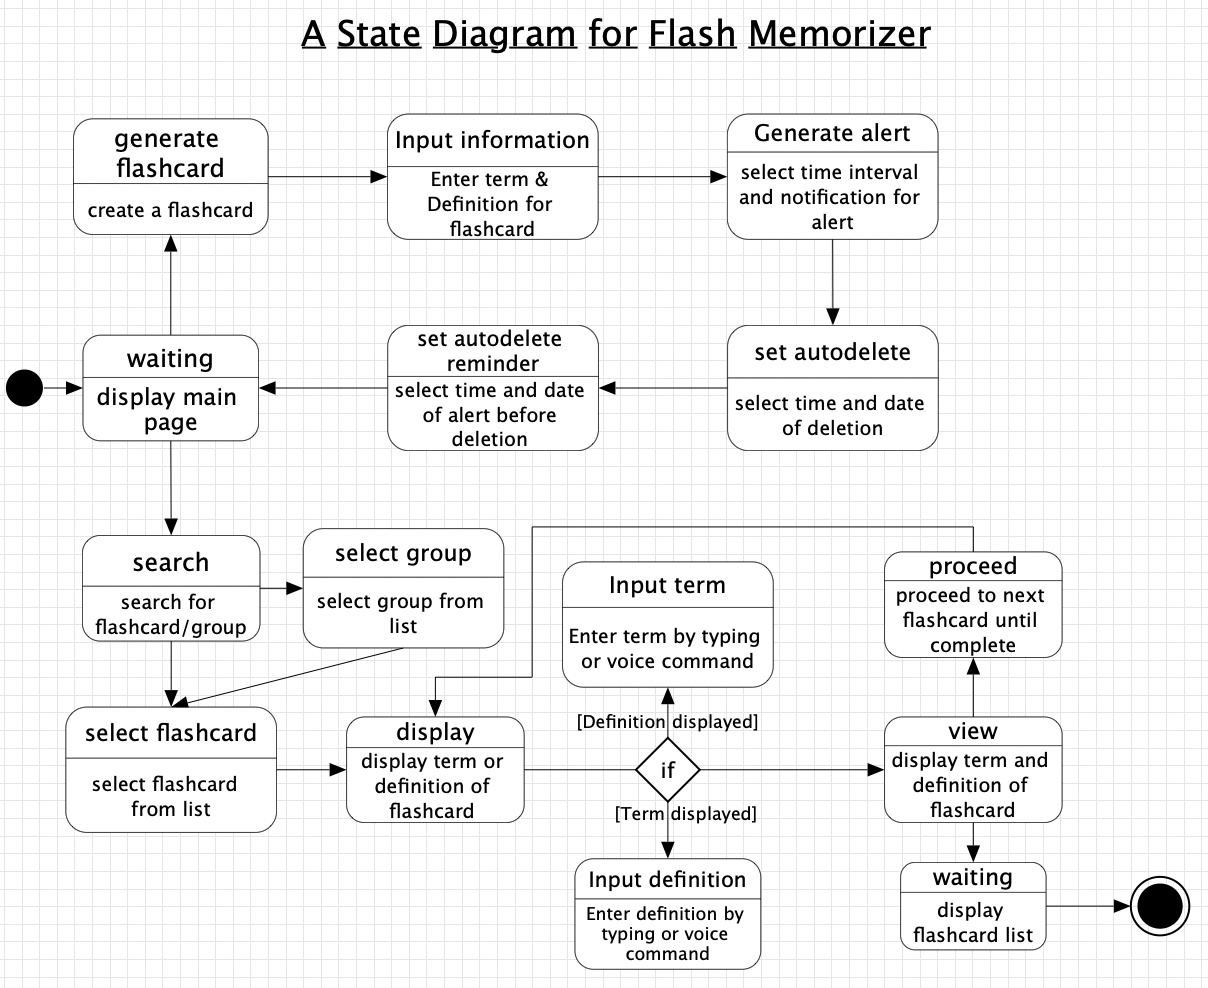 A State Diagram for Flash Memorizer
generate
flashcard
create a flashcard
Input information
Enter term &
Definition for
flashcard
Generate alert
select time interval
and notification for
alert
waiting
display main
page
set autodelete
reminder
select time and date
of alert before
deletion
set autodelete
select time and date
of deletion
search
search for
flashcard/group
select group
select group from
list
Input term
Enter term by typing
or voice command
proceed
proceed to next
flashcard until
complete
select flashcard
select flashcard
from list
display
display term or
definition of
flashcard
[Definition displayed]
if
[Term displayed]
view
display term and
definition of
flashcard
Input definition
Enter definition by
typing or voice
command
waiting
display
flashcard list